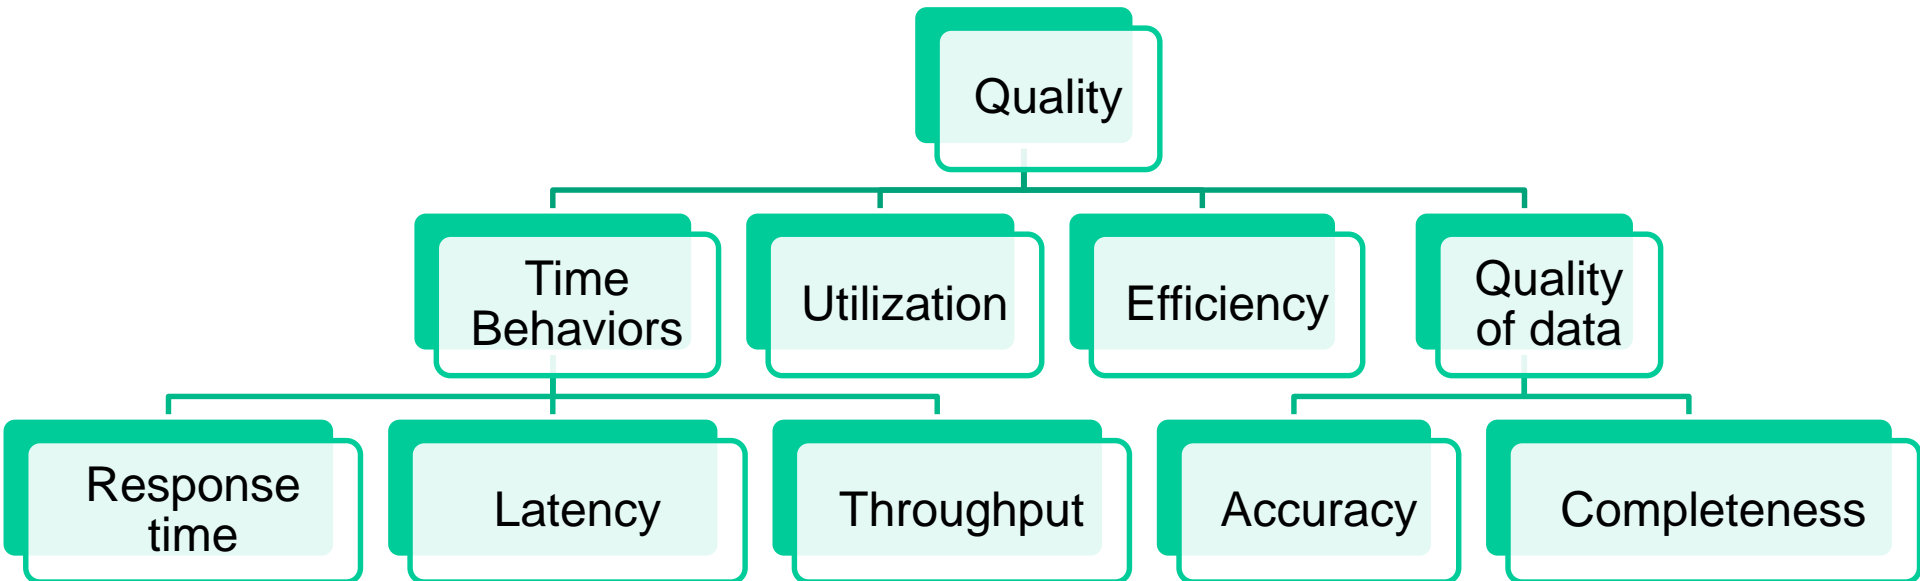 Quality
Time
Behaviors
Utilization
Efficiency
Quality
of data
Response
time
Latency
Throughput
Accuracy
Completeness